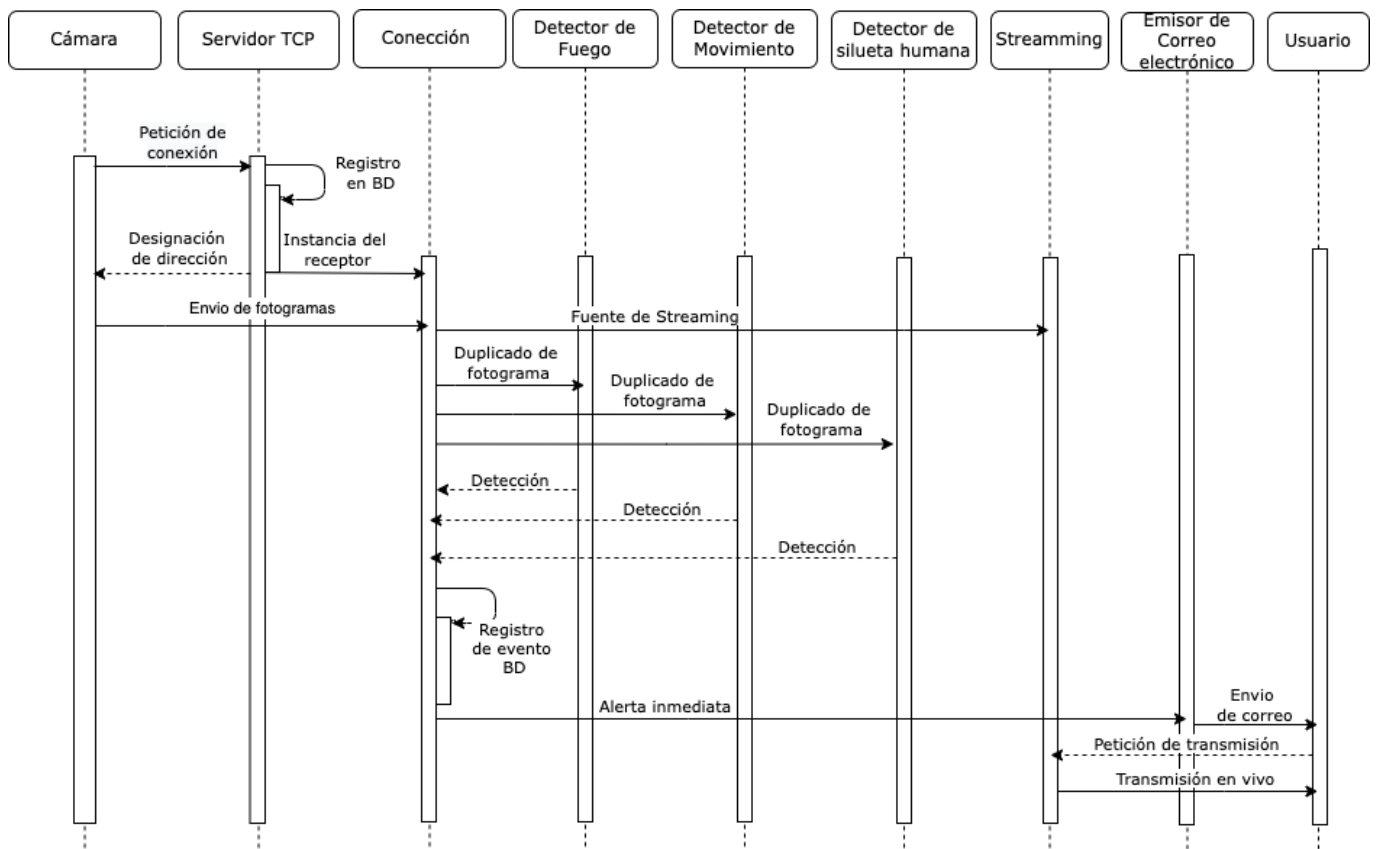 Cámara
Servidor TCP
Conección
Detector de
Fuego
Detector de
Movimiento
Detector de
silueta humana
Streamming
Emisor de
Correo
electrónico
Usuario
Petición de
conexión
Registro
en BD
Designación
de dirección
Instancia del
receptor
Envio de fotogramas
Fuente de Streaming
Duplicado de
fotograma
Duplicado de
fotograma
Duplicado de
fotograma
Detección
Detección
Detección
Registro
de evento
BD
Alerta inmediata
Envio
de correo
Petición de transmisión
Transmisión en vivo